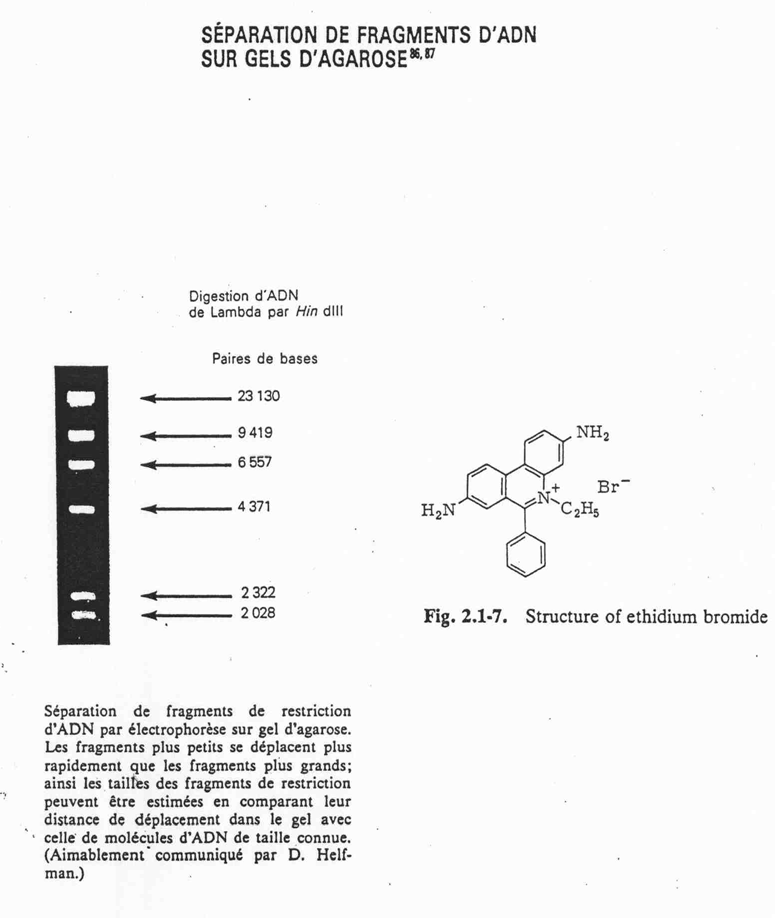 SÉPARATION DE FRAGMENTS D'ADN
SUR GELS D'AGAROSE86,87
Digestion d'ADN
de Lambda par Hin dIII
Paires de bases
23 130
9 419
6 557
4 371
2 322
2 028
NH2
H2N
N+
C2H5
Br−
Fig. 2.1-7. Structure of ethidium bromide
Séparation de fragments de restriction
d'ADN par électrophorèse sur gel d'agarose.
Les fragments plus petits se déplacent plus
rapidement que les fragments plus grands;
ainsi les tailles des fragments de restriction
peuvent être estimées en comparant leur
distance de déplacement dans le gel avec
celle de molécules d'ADN de taille connue.
(Aimablement communiqué par D. Helf-
man.)